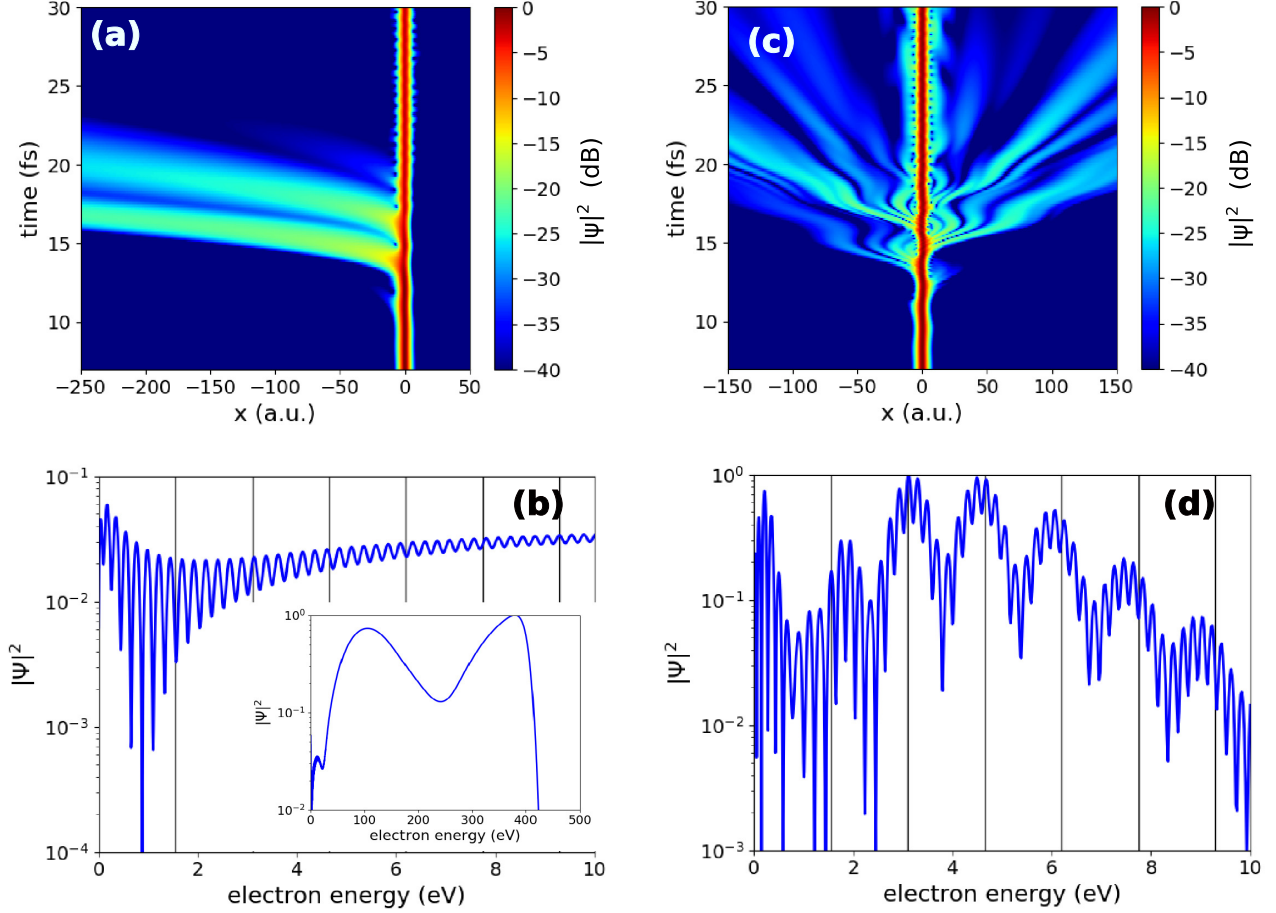 (a)
30
25
20
15
10
time (fs)
−250 −200 −150 −100 −50 0 50
x (a.u.)
0
−5
−10
−15
−20
−25
−30
−35
−40
|Ψ|² (dB)
(c)
30
25
20
15
10
time (fs)
−150 −100 −50 0 50 100 150
x (a.u.)
0
−5
−10
−15
−20
−25
−30
−35
−40
|Ψ|² (dB)
(b)
10⁻¹
10⁻²
10⁻³
10⁻⁴
|Ψ|²
0 2 4 6 8 10
electron energy (eV)
10⁰
10⁻¹
10⁻²
|Ψ|²
0 100 200 300 400 500
electron energy (eV)
(d)
10⁰
10⁻¹
10⁻²
10⁻³
|Ψ|²
0 2 4 6 8 10
electron energy (eV)